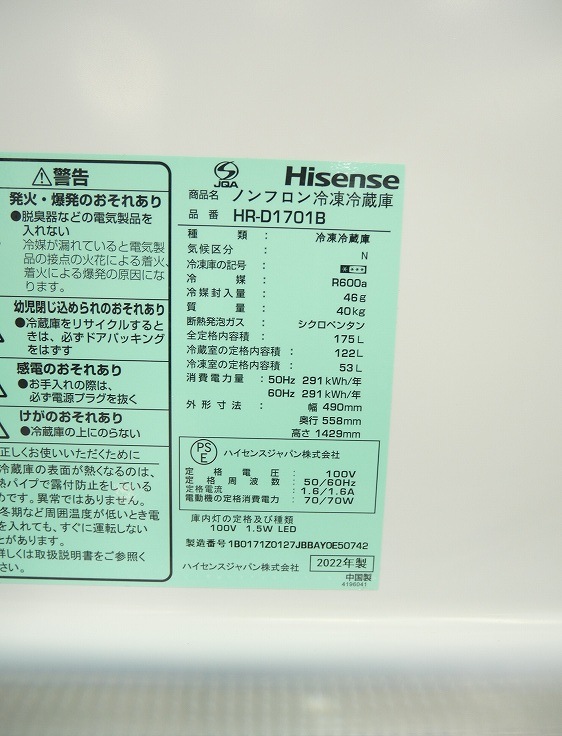 ⚠警告
発火・爆発のおそれあり
●脱臭器などの電気製品を
入れない
冷媒が漏れていると電気製
品の接点の火花による着火、
着火による爆発の原因にな
ります。
幼児閉じ込められのおそれあり
●冷蔵庫をリサイクルすると
きは、必ずドアパッキング
をはずす
感電のおそれあり
●お手入れの際は、
必ず電源プラグを抜く
けがのおそれあり
●冷蔵庫の上にのらない
正しくお使いいただくために
冷蔵庫の表面が熱くなるのは、
熱パイプで露付防止をしている
めです。異常ではありません。
冬期など周囲温度が低いとき電
を入れても、すぐに運転しない
とがあります。
詳しくは取扱説明書をご参照く
さい。
JQA
Hisense
商品名 ノンフロン冷凍冷蔵庫
品番 HR-D1701B
種類 : 冷凍冷蔵庫
気候区分 : N
冷凍庫の記号 :
冷媒 : R600a
冷媒封入量 : 46g
質量 : 40kg
断熱発泡ガス : シクロペンタン
全定格内容積 : 175L
冷蔵室の定格内容積 : 122L
冷凍室の定格内容積 : 53L
消費電力量 : 50Hz 291kWh/年
60Hz 291kWh/年
外形寸法 : 幅 490mm
奥行 558mm
高さ 1429mm
PSE ハイセンスジャパン株式会社
定格電圧 : 100V
定格周波数 : 50/60Hz
定格電流 : 1.6/1.6A
電動機の定格消費電力 : 70/70W
庫内灯の定格及び種類
100V 1.5W LED
製造番号 1B0171Z0127JBBAY0E50742
ハイセンスジャパン株式会社 2022年製
中国製
4196041